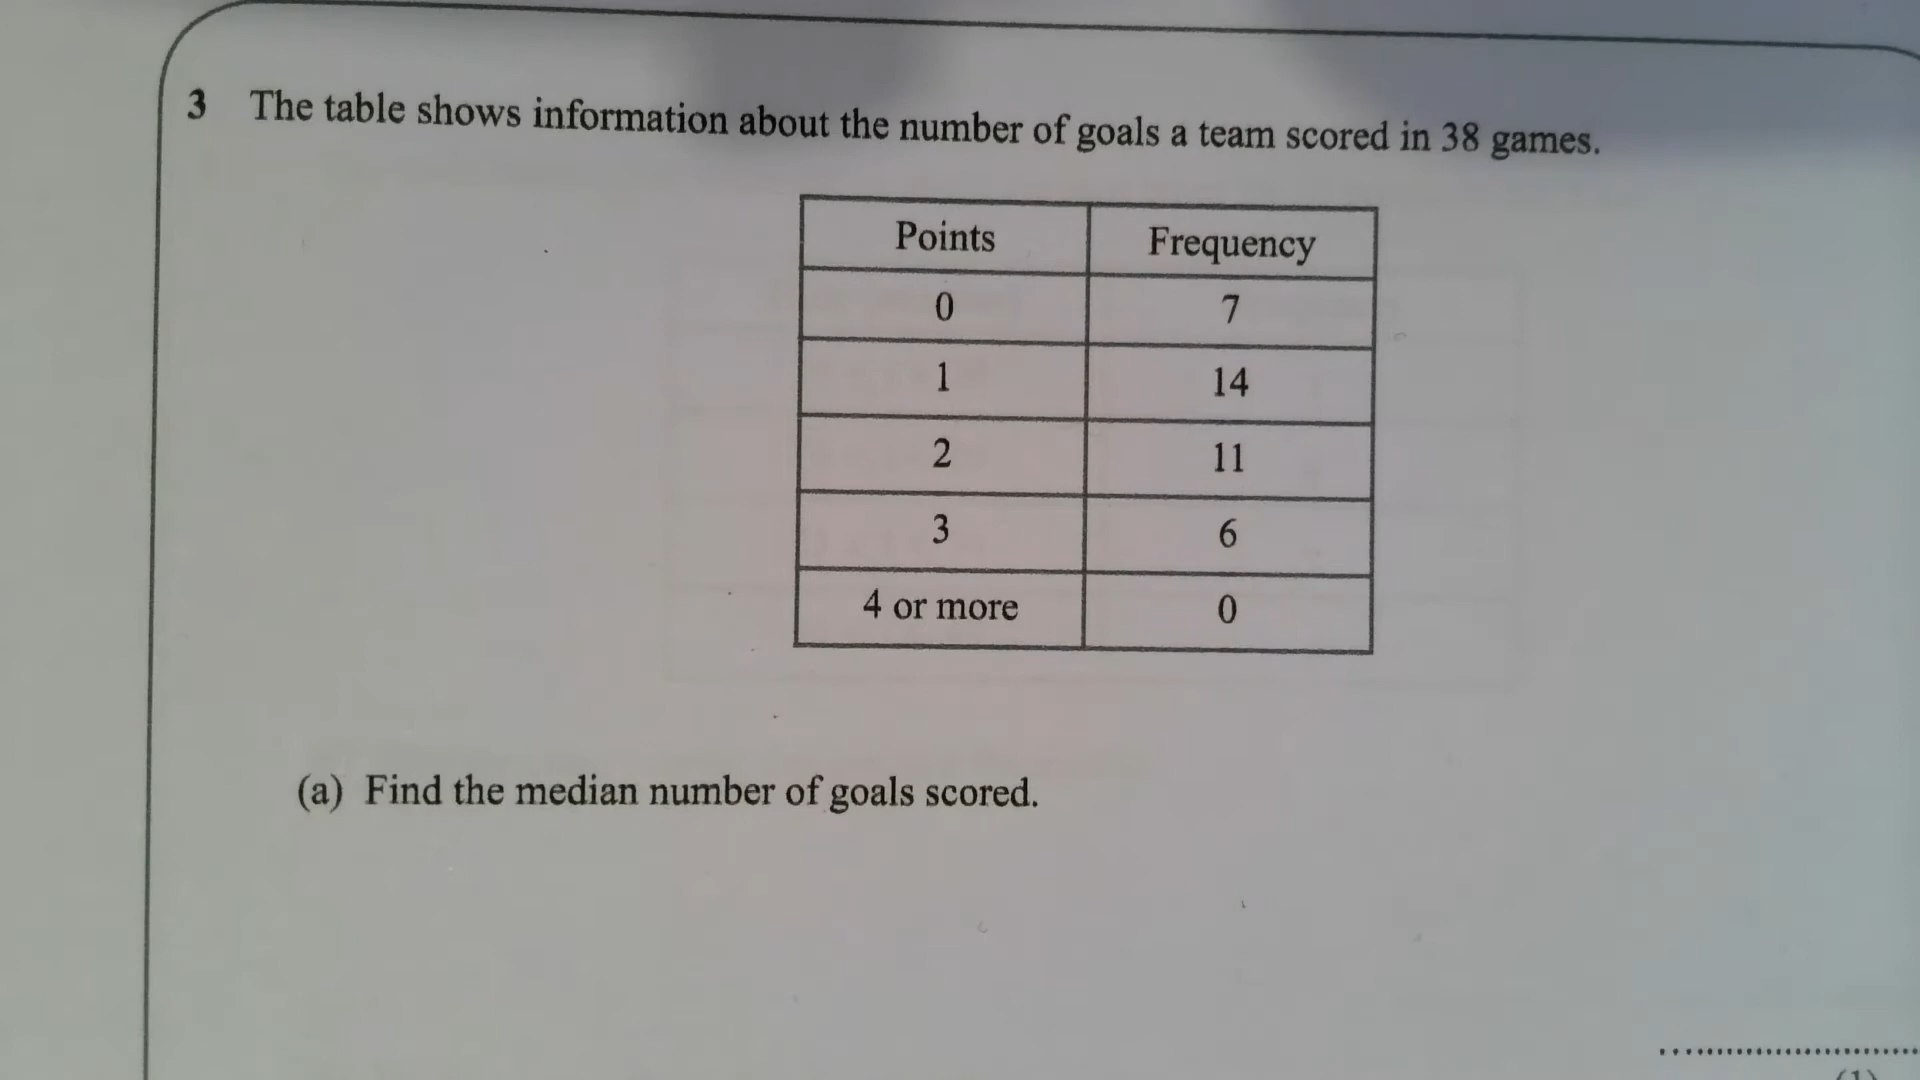 3 The table shows information about the number of goals a team scored in 38 games.
Points Frequency
0 7
1 14
2 11
3 6
4 or more 0
(a) Find the median number of goals scored.
..........................
(1)